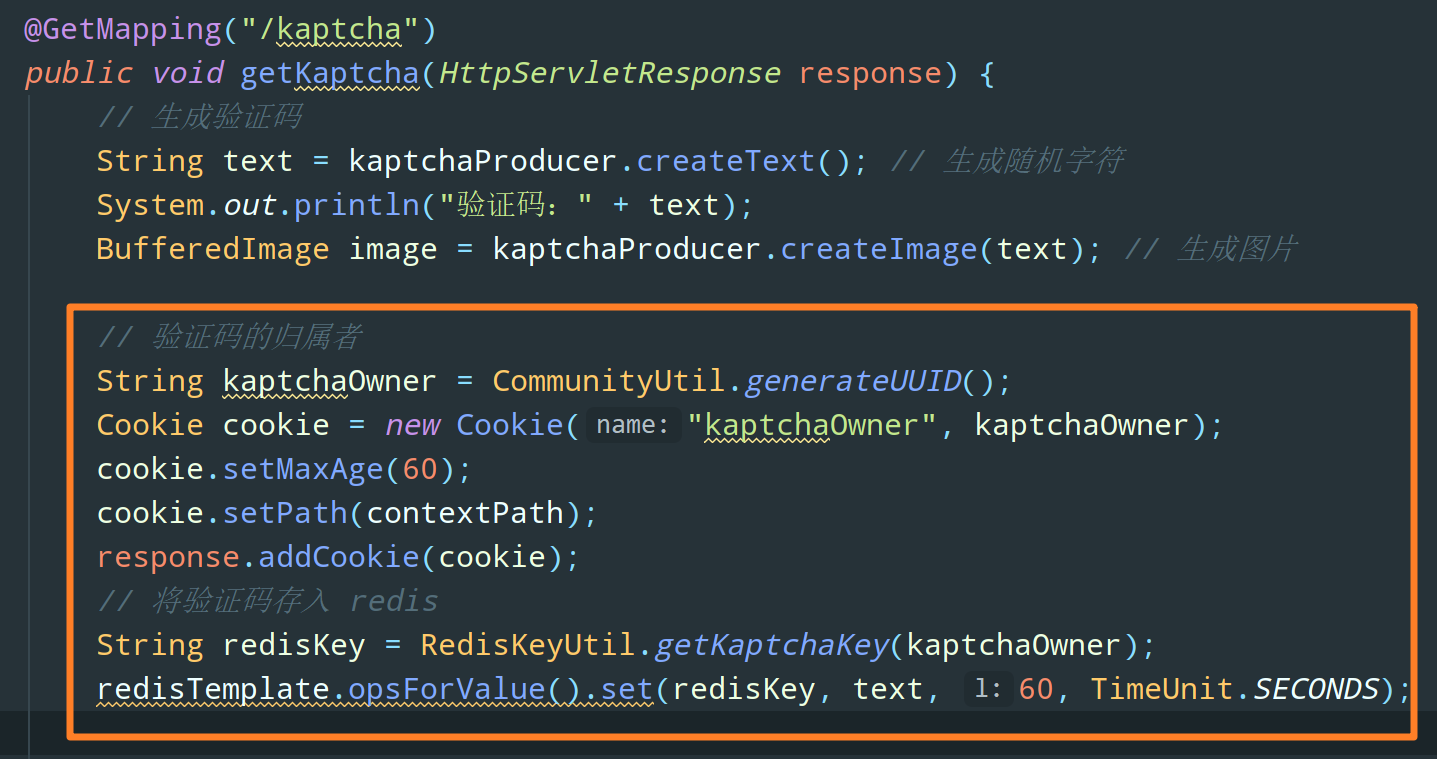 @GetMapping("/kaptcha")
public void getKaptcha(HttpServletResponse response) {
// 生成验证码
String text = kaptchaProducer.createText(); // 生成随机字符
System.out.println("验证码：" + text);
BufferedImage image = kaptchaProducer.createImage(text); // 生成图片
// 验证码的归属者
String kaptchaOwner = CommunityUtil.generateUUID();
Cookie cookie = new Cookie( name: "kaptchaOwner", kaptchaOwner);
cookie.setMaxAge(60);
cookie.setPath(contextPath);
response.addCookie(cookie);
// 将验证码存入 redis
String redisKey = RedisKeyUtil.getKaptchaKey(kaptchaOwner);
redisTemplate.opsForValue().set(redisKey, text, l: 60, TimeUnit.SECONDS);